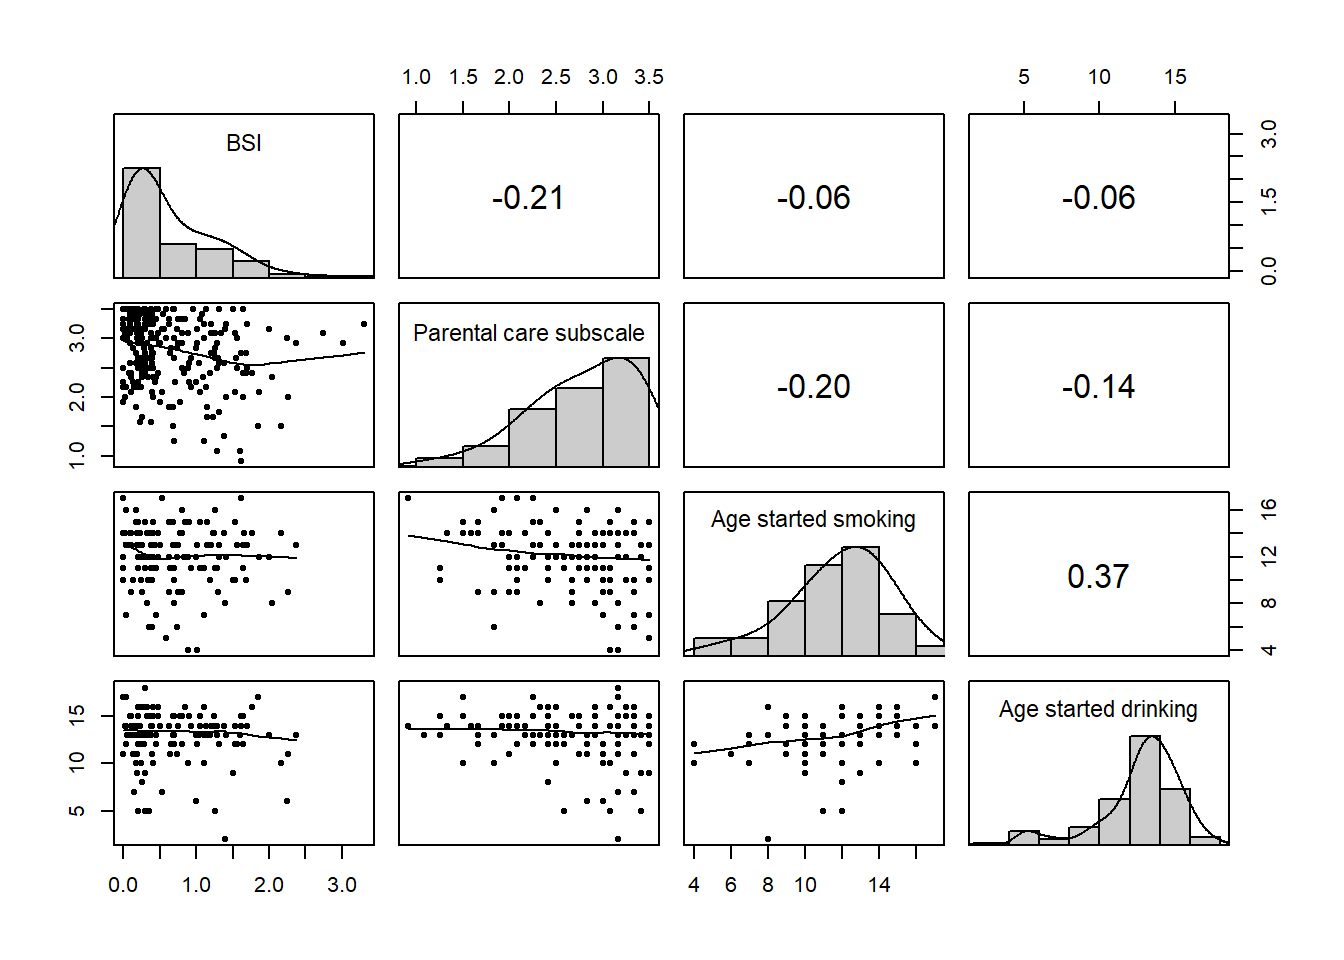 1.0 1.5 2.0 2.5 3.0 3.5 5 10 15
BSI
-0.21
-0.06
-0.06
0.0 1.5 3.0
1.0 2.0 3.0
Parental care subscale
-0.20
-0.14
Age started smoking
0.37
4 8 12 16
5 10 15
Age started drinking
0.0 1.0 2.0 3.0 4 6 8 10 14